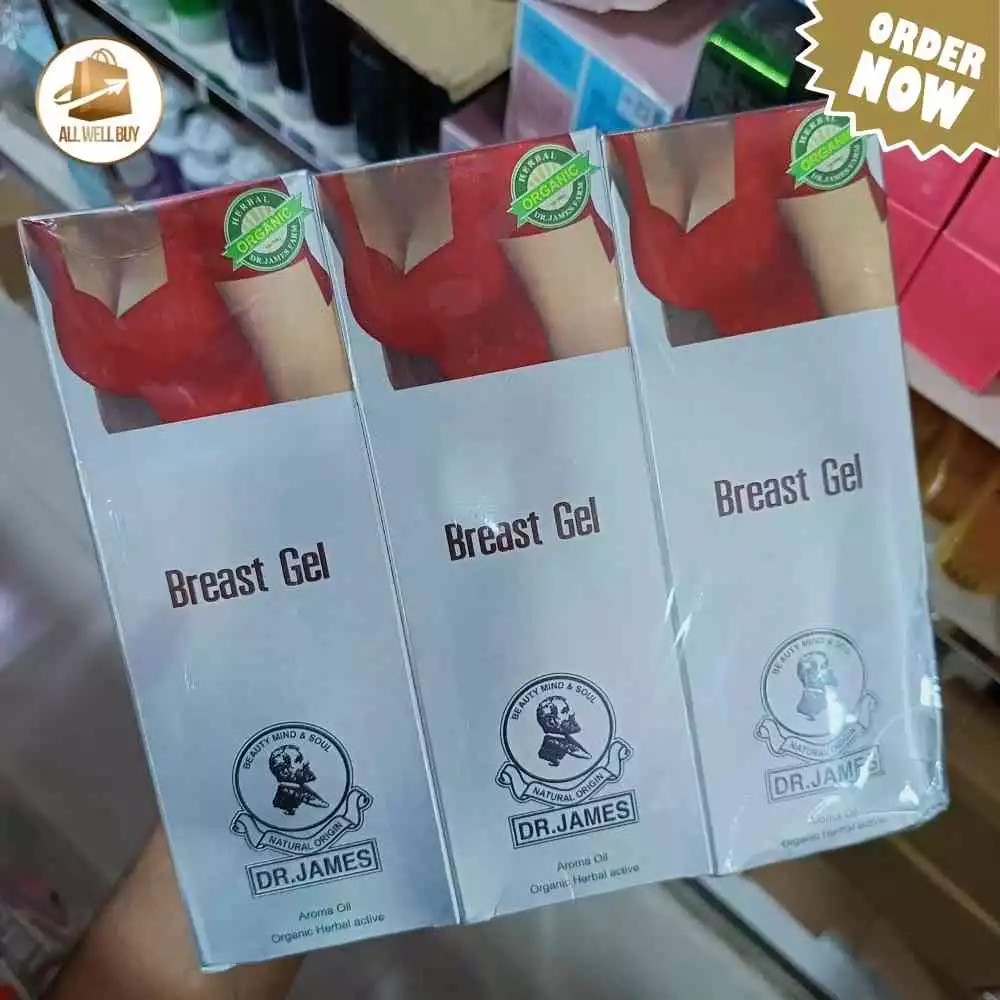 ALL WELL BUY
ORDER
NOW
HERBAL
ORGANIC
DR.JAMES FARM
Breast Gel
BEAUTY MIND & SOUL
NATURAL ORIGIN
DR.JAMES
Aroma Oil
Organic Herbal active
HERBAL
ORGANIC
DR.JAMES FARM
Breast Gel
BEAUTY MIND & SOUL
NATURAL ORIGIN
DR.JAMES
Aroma Oil
Organic Herbal active
HERBAL
ORGANIC
DR.JAMES FARM
Breast Gel
BEAUTY MIND & SOUL
NATURAL ORIGIN
DR.JAMES
Aroma Oil
Organic Herbal active